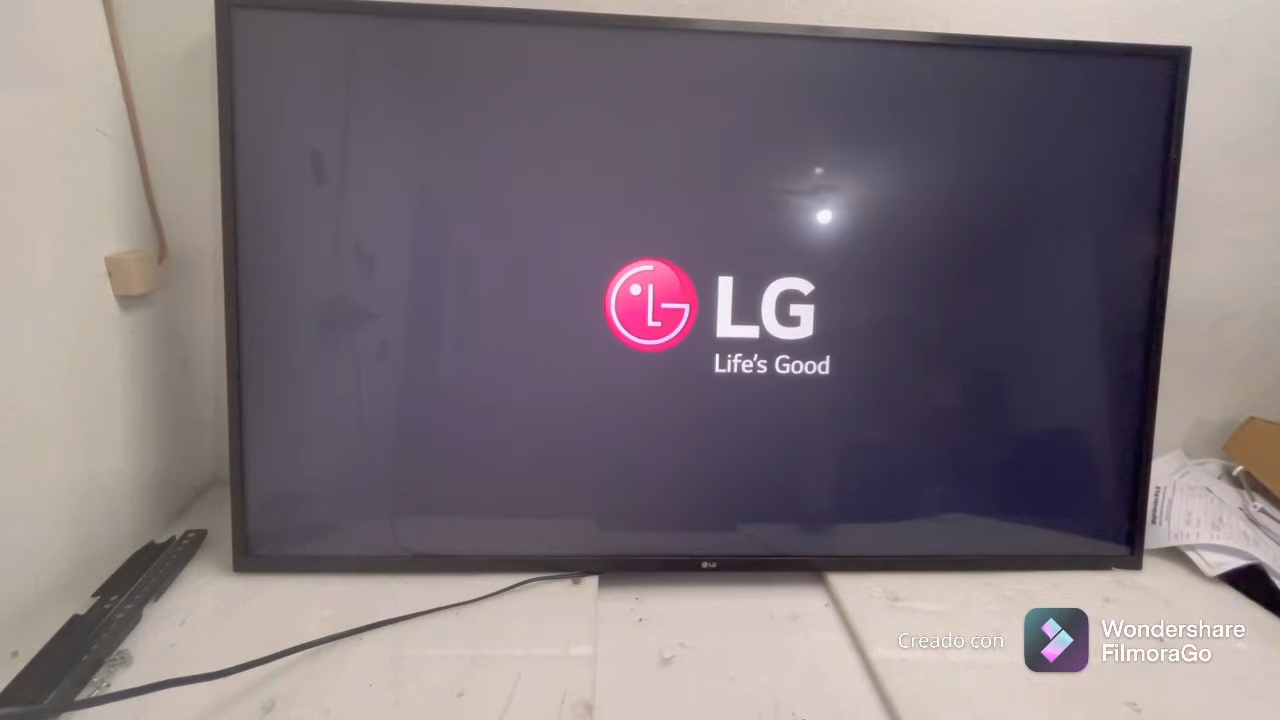 LG
Life's Good
LG
Creado con
Wondershare
FilmoraGo